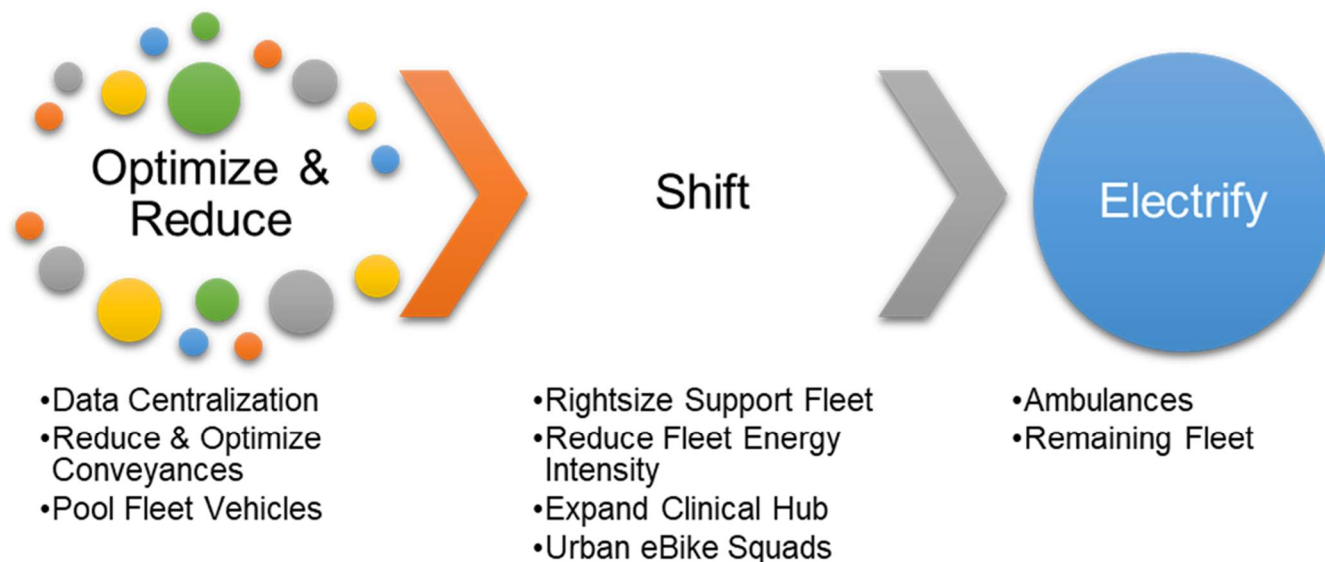 Optimize &
Reduce
Shift
Electrify
•Data Centralization
•Reduce & Optimize
Conveyances
•Pool Fleet Vehicles
•Rightsize Support Fleet
•Reduce Fleet Energy
Intensity
•Expand Clinical Hub
•Urban eBike Squads
•Ambulances
•Remaining Fleet